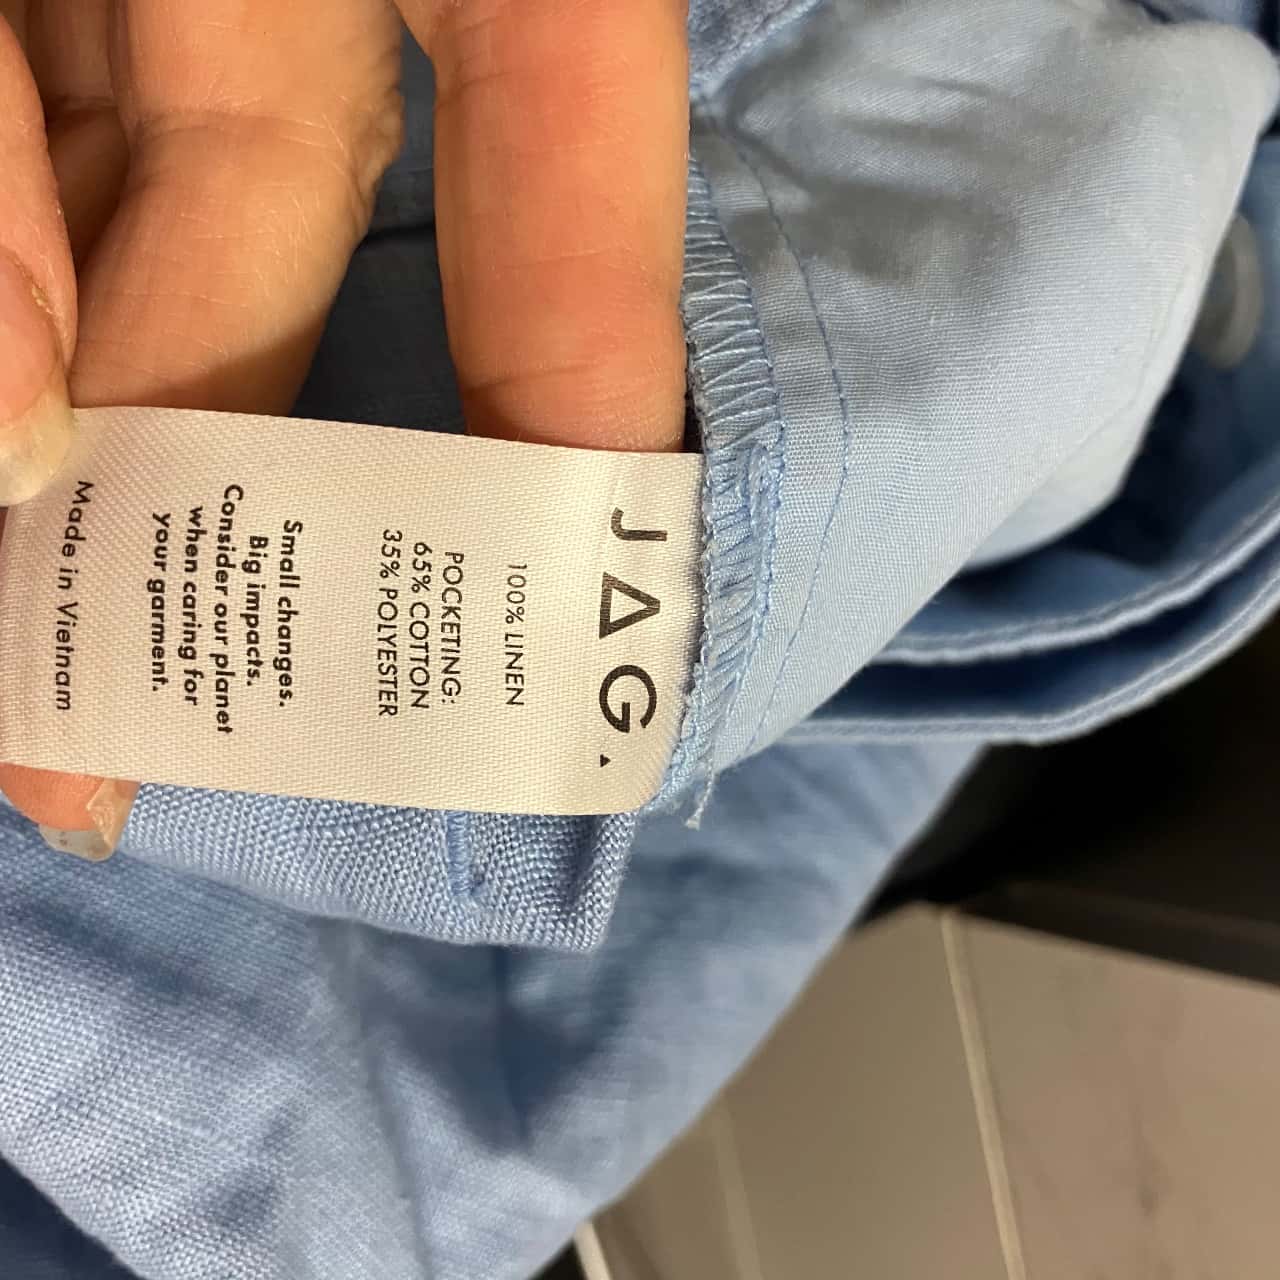 JAG.
100% LINEN
POCKETING:
65% COTTON
35% POLYESTER
Small changes.
Big impacts.
Consider our planet
when caring for
your garment.
Made in Vietnam